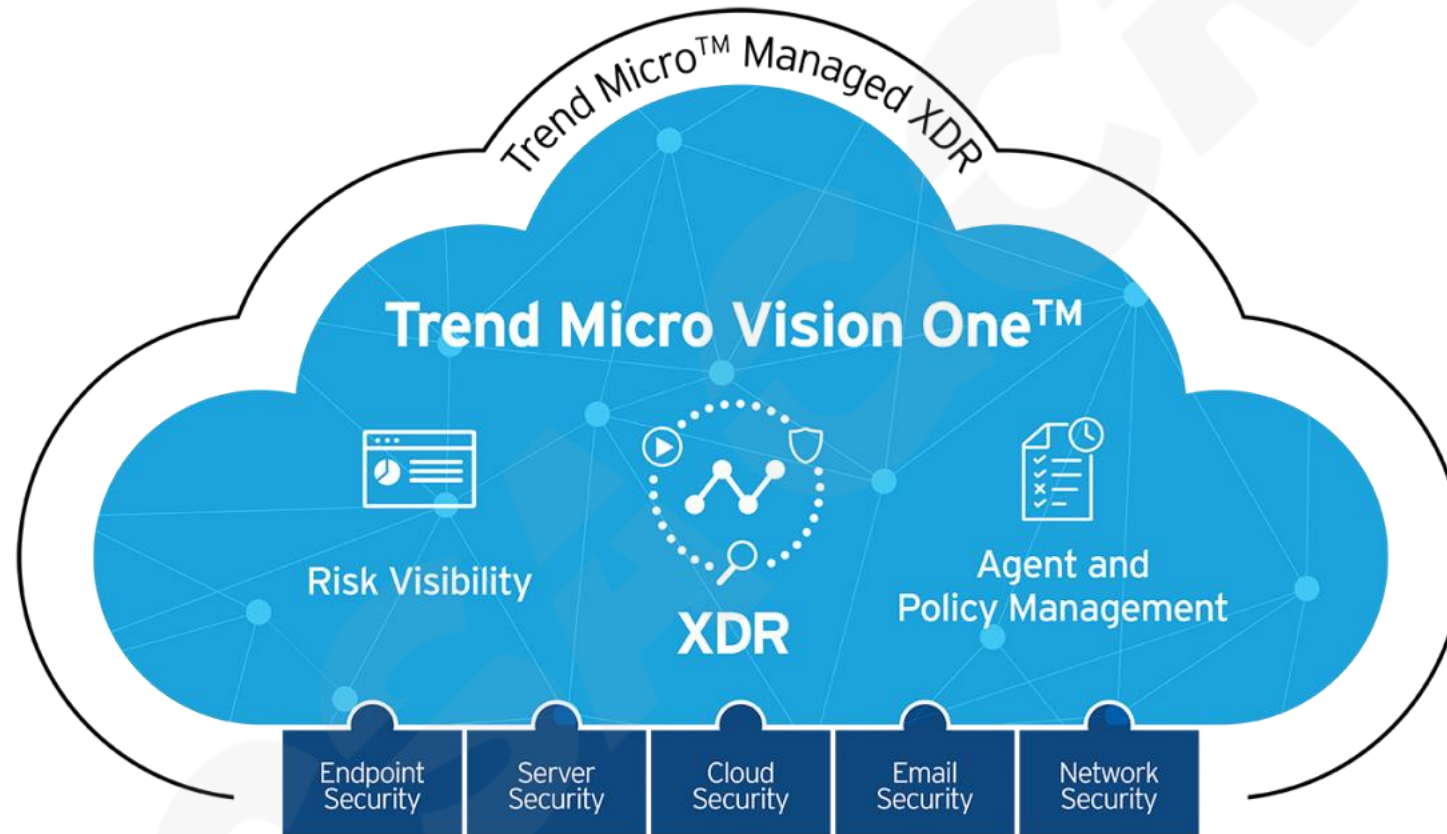 Trend Micro™ Managed XDR
Trend Micro Vision One™
Risk Visibility
XDR
Agent and
Policy Management
Endpoint
Security
Server
Security
Cloud
Security
Email
Security
Network
Security